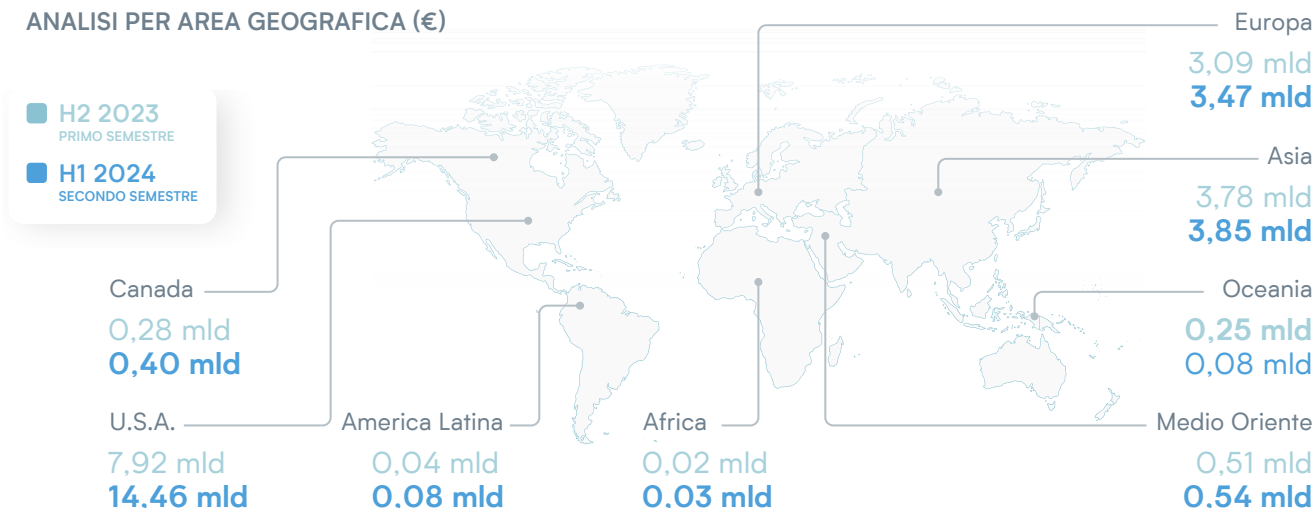 ANALISI PER AREA GEOGRAFICA (€)
H2 2023
PRIMO SEMESTRE
H1 2024
SECONDO SEMESTRE
Europa
3,09 mld
3,47 mld
Asia
3,78 mld
3,85 mld
Canada
0,28 mld
0,40 mld
Oceania
0,25 mld
0,08 mld
U.S.A.
7,92 mld
14,46 mld
America Latina
0,04 mld
0,08 mld
Africa
0,02 mld
0,03 mld
Medio Oriente
0,51 mld
0,54 mld